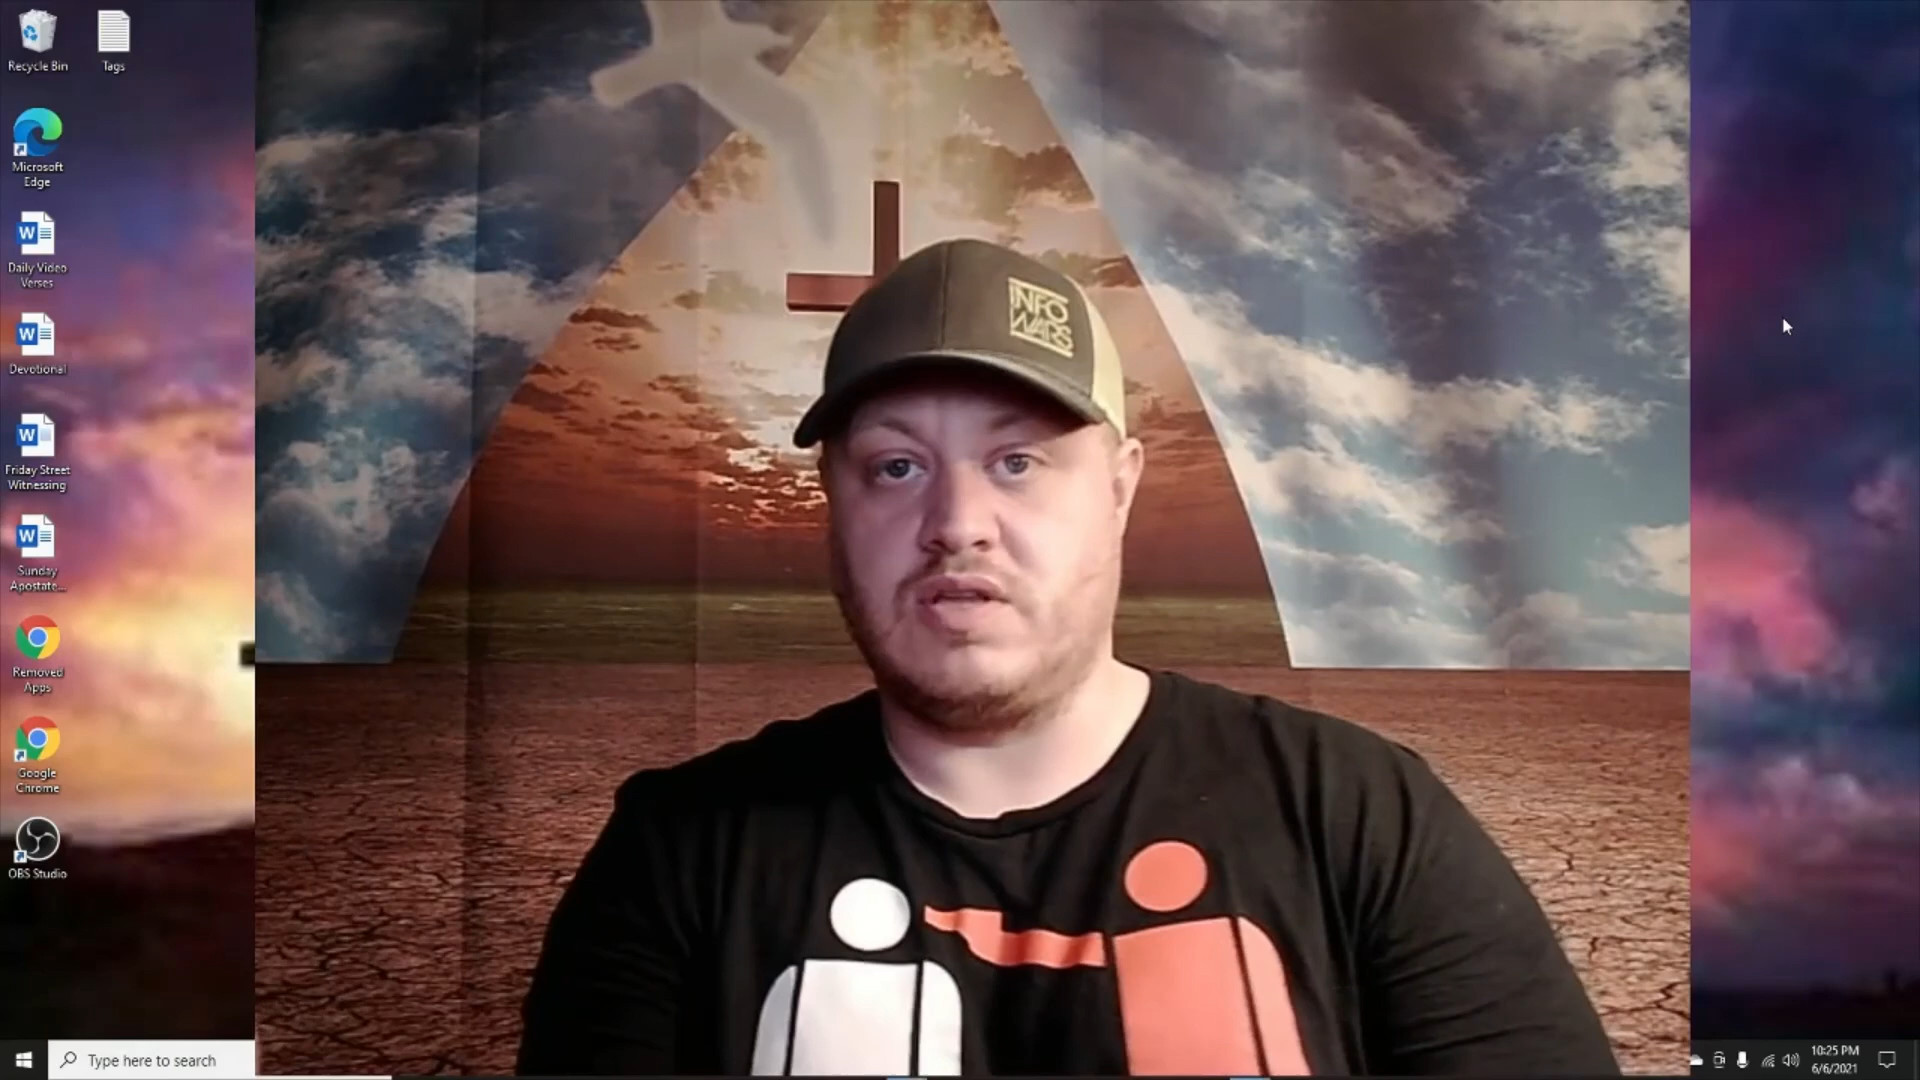 Recycle Bin
Tags
Microsoft
Edge
Daily Video
Verses
Devotional
Friday Street
Witnessing
Sunday
Apostate...
Removed
Apps
Google
Chrome
OBS Studio
INFO
WARS
Type here to search
10:25 PM
6/6/2021